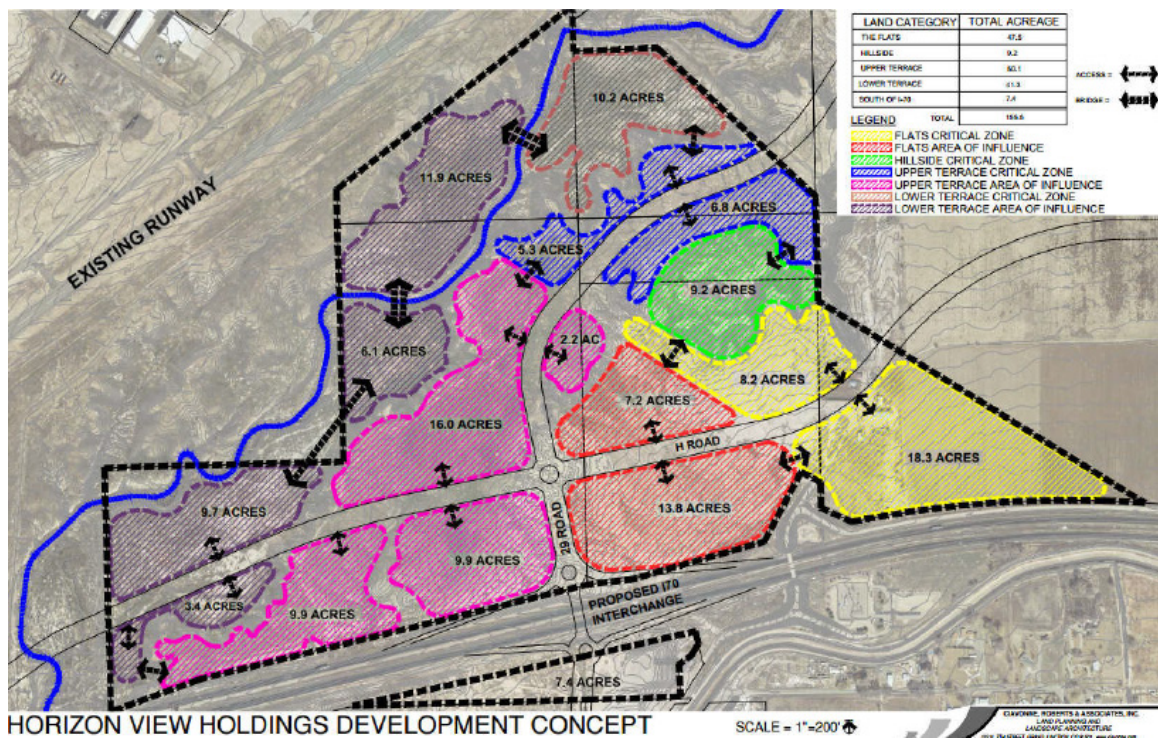 LAND CATEGORY TOTAL ACREAGE
THE FLATS 47.5
HILLSIDE 9.2
UPPER TERRACE 50.1
LOWER TERRACE 41.3
SOUTH OF I-70 7.4
TOTAL 155.5
ACCESS =
BRIDGE =
LEGEND
FLATS CRITICAL ZONE
FLATS AREA OF INFLUENCE
HILLSIDE CRITICAL ZONE
UPPER TERRACE CRITICAL ZONE
UPPER TERRACE AREA OF INFLUENCE
LOWER TERRACE CRITICAL ZONE
LOWER TERRACE AREA OF INFLUENCE
10.2 ACRES
11.9 ACRES
EXISTING RUNWAY
6.8 ACRES
5.3 ACRES
9.2 ACRES
2.2 AC
6.1 ACRES
8.2 ACRES
7.2 ACRES
16.0 ACRES
H ROAD
18.3 ACRES
9.7 ACRES
13.8 ACRES
29 ROAD
9.9 ACRES
3.4 ACRES
9.9 ACRES
PROPOSED I70
INTERCHANGE
7.4 ACRES
HORIZON VIEW HOLDINGS DEVELOPMENT CONCEPT
SCALE = 1"=200'
CIAVONNE, ROBERTS & ASSOCIATES, INC.
LAND PLANNING AND
LANDSCAPE ARCHITECTURE